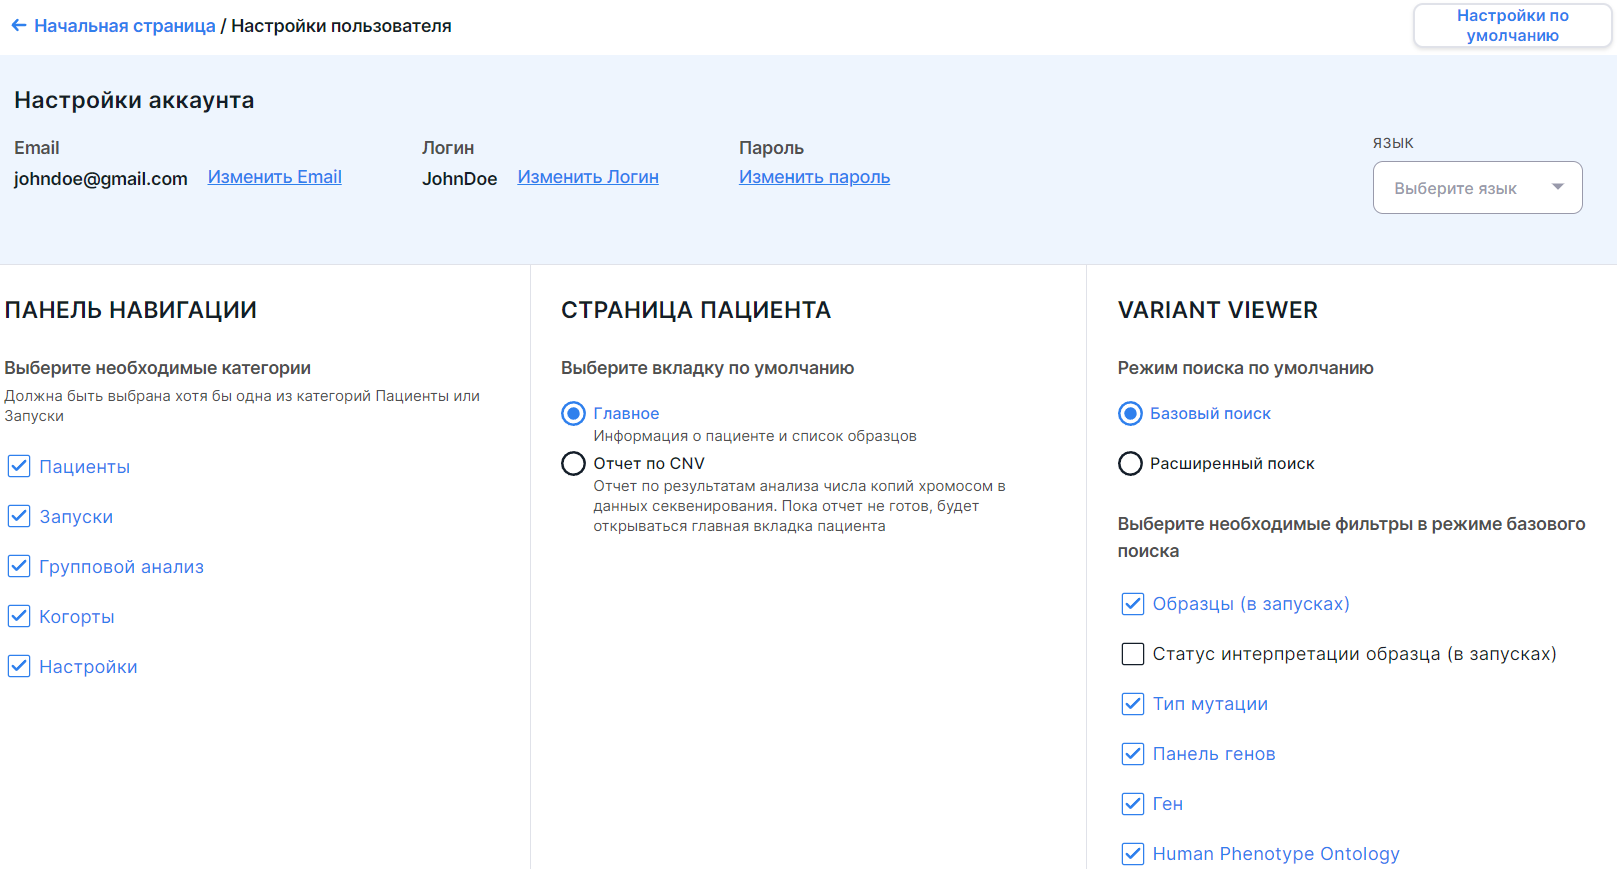 ← Начальная страница / Настройки пользователя
Настройки по
умолчанию
Настройки аккаунта
Email
johndoe@gmail.com
Изменить Email
Логин
JohnDoe
Изменить Логин
Пароль
Изменить пароль
ЯЗЫК
Выберите язык
ПАНЕЛЬ НАВИГАЦИИ
Выберите необходимые категории
Должна быть выбрана хотя бы одна из категорий Пациенты или
Запуски
Пациенты
Запуски
Групповой анализ
Когорты
Настройки
СТРАНИЦА ПАЦИЕНТА
Выберите вкладку по умолчанию
Главное
Информация о пациенте и список образцов
Отчет по CNV
Отчет по результатам анализа числа копий хромосом в
данных секвенирования. Пока отчет не готов, будет
открываться главная вкладка пациента
VARIANT VIEWER
Режим поиска по умолчанию
Базовый поиск
Расширенный поиск
Выберите необходимые фильтры в режиме базового
поиска
Образцы (в запусках)
Статус интерпретации образца (в запусках)
Тип мутации
Панель генов
Ген
Human Phenotype Ontology